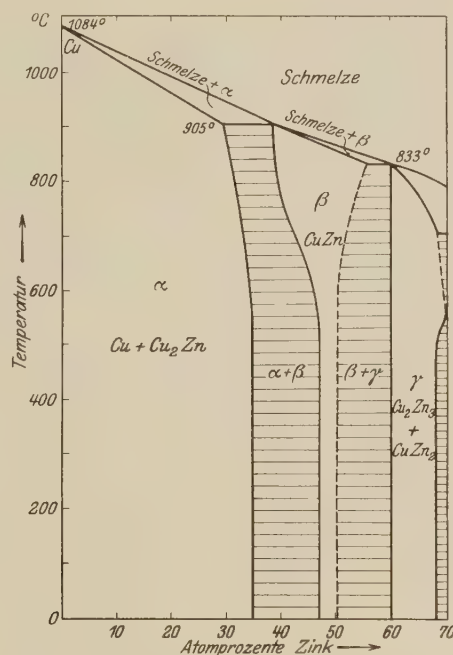 °C
1084°
Cu
1000
Schmelze + α
Schmelze
905°
Schmelze + β
833°
800
β
CuZn
600
α
Cu + Cu₂Zn
α+β
β+γ
γ
Cu₂Zn₃
+
CuZn₂
400
200
0
Temperatur
10
20
30
40
50
60
70
Atomprozente Zink